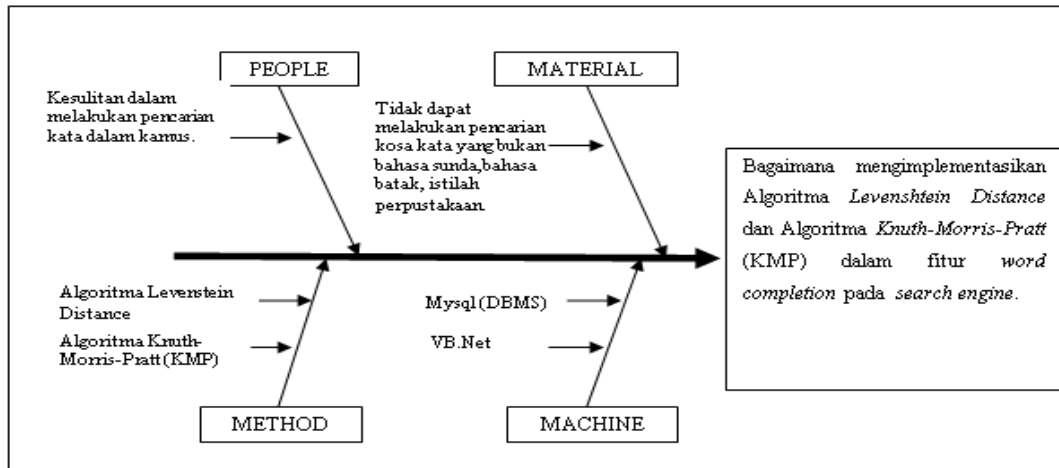 PEOPLE
MATERIAL
Kesulitan dalam
melakukan pencarian
kata dalam kamus.
Tidak dapat
melakukan pencarian
kosa kata yang bukan
bahasa sunda,bahasa
batak, istilah
perpustakaan.
Bagaimana mengimplementasikan
Algoritma Levenshtein Distance
dan Algoritma Knuth-Morris-Pratt
(KMP) dalam fitur word
completion pada search engine.
Algoritma Levenstein
Distance
Algoritma Knuth-
Morris-Pratt (KMP)
Mysql (DBMS)
VB.Net
METHOD
MACHINE